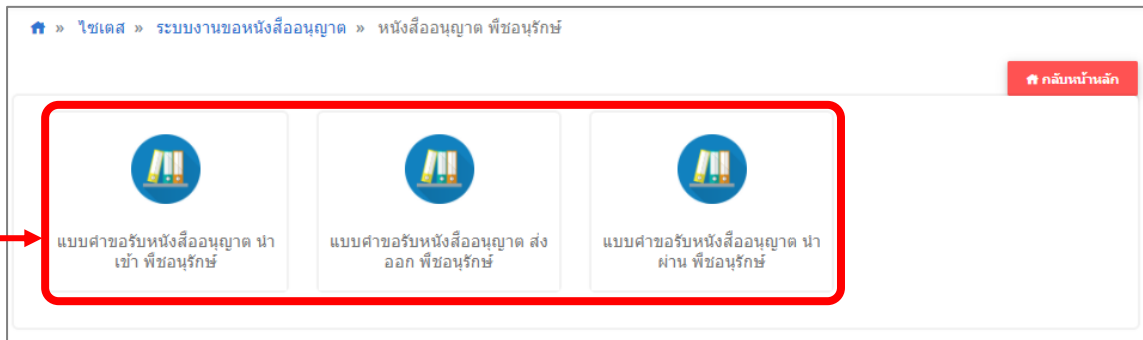 » ไซเตส » ระบบงานขอหนังสืออนุญาต » หนังสืออนุญาต พืชอนุรักษ์
กลับหน้าหลัก
แบบคำขอรับหนังสืออนุญาต นำ
เข้า พืชอนุรักษ์
แบบคำขอรับหนังสืออนุญาต ส่ง
ออก พืชอนุรักษ์
แบบคำขอรับหนังสืออนุญาต นำ
ผ่าน พืชอนุรักษ์